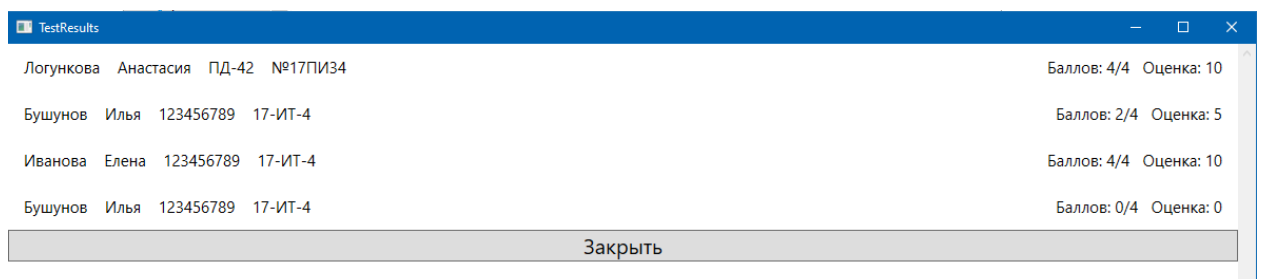 TestResults
Логункова Анастасия ПД-42 №17ПИ34 Баллов: 4/4 Оценка: 10
Бушунов Илья 123456789 17-ИТ-4 Баллов: 2/4 Оценка: 5
Иванова Елена 123456789 17-ИТ-4 Баллов: 4/4 Оценка: 10
Бушунов Илья 123456789 17-ИТ-4 Баллов: 0/4 Оценка: 0
Закрыть